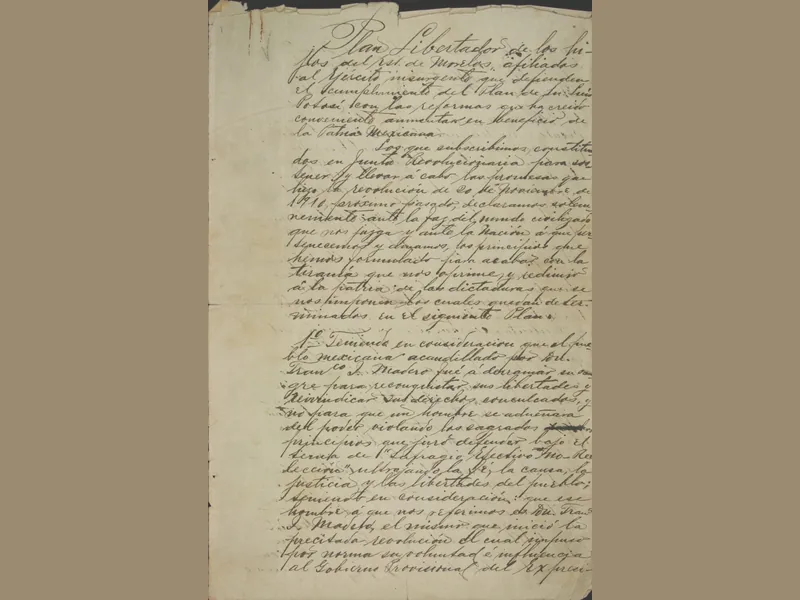 Plan Libertador de los hi-
jos del Est. de Morelos, afiliados
al Ejército insurgente que defienden
el cumplimiento del Plan de Sn. Luis
Potosí con las reformas que ha creido
conveniente aumentar en beneficio de
la Patria Mexicana.
Los que subscribimos, constitui
dos en Junta Revolucionaria para sos
tener y llevar á cabo las promesas que
hizo la revolución de 20 de Noviembre de
1910, próximo pasado, declaramos solem
nemente ante la faz del mundo civilizado
que nos juzga y ante la Nación á que per
tenecemos y amamos, los principios que
hemos formulado para acabar con la
tiranía que nos oprime y redimir
á la patria de las dictaduras que se
nos imponen los cuales quedan deter-
minados en el siguiente Plan.
1º Teniendo en consideracion que el pue-
blo mexicano acaudillado por Dn.
Franco I. Madero fué á derramar su san
gre para reconquistar sus libertades y
reivindicar sus derechos conculcados, y
no para que un hombre se adueñara
del poder violando los sagrados
principios que juró defender bajo el
lema de "Sufragio Efectivo" "No Re
elección" ultrajando la fé, la causa, la
justicia y las libertades del pueblo;
teniendo en consideración: que ese
hombre á que nos referimos es Dn. Fran
I. Madero, el mismo que inició la
precitada revolución el cual impuso
por norma su voluntad é influencia
al Gobierno Provisional del Ex Presi-